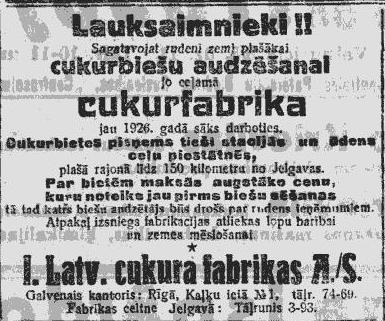 Lauksaimnieki !!
Sagatavojat rudenī zemi plašākai
cukurbiešu audzēšanai
jo ceļamā
cukurfabrika
jau 1926. gadā sāks darboties.
Cukurbietes pieņems tieši stacijās un ūdens
ceļu piestātnēs,
plašā rajonā līdz 150 kilometru no Jelgavas.
Par bietēm maksās augstāko cenu,
kuru noteiks jau pirms biešu sēšanas
tā tad katrs biešu audzētājs būs drošs par rudens ieņēmumiem.
Atpakaļ izsniegs fabrikācijas atliekas lopu barībai
un zemes mēslošanai
★
I. Latv. cukura fabrikas A/S.
Galvenais kantoris: Rīgā, Kaļķu ielā №1, tālr. 74-69.
Fabrikas celtne Jelgavā: Tālrunis 3-93.